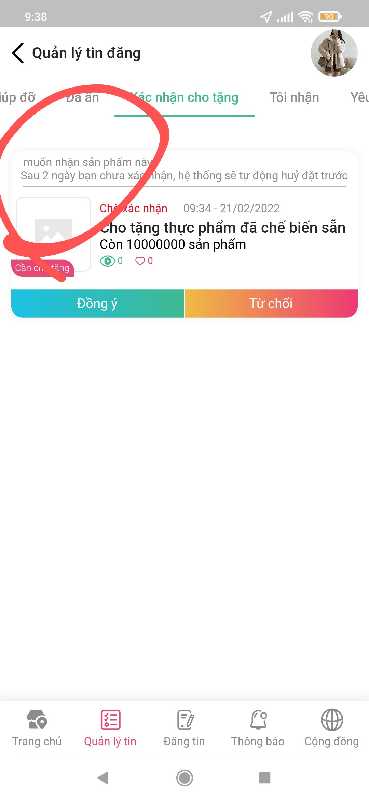 9:38
90
Quản lý tin đăng
iúp đỡ Đã ẩn Xác nhận cho tặng Tôi nhận Yêu
muốn nhận sản phẩm này
Sau 2 ngày bạn chưa xác nhận, hệ thống sẽ tự động huỷ đặt trước
Chờ xác nhận 09:34 - 21/02/2022
Cho tặng thực phẩm đã chế biến sẵn
Còn 10000000 sản phẩm
Cần cho tặng
0 0
Đồng ý Từ chối
Trang chủ Quản lý tin Đăng tin Thông báo Cộng đồng